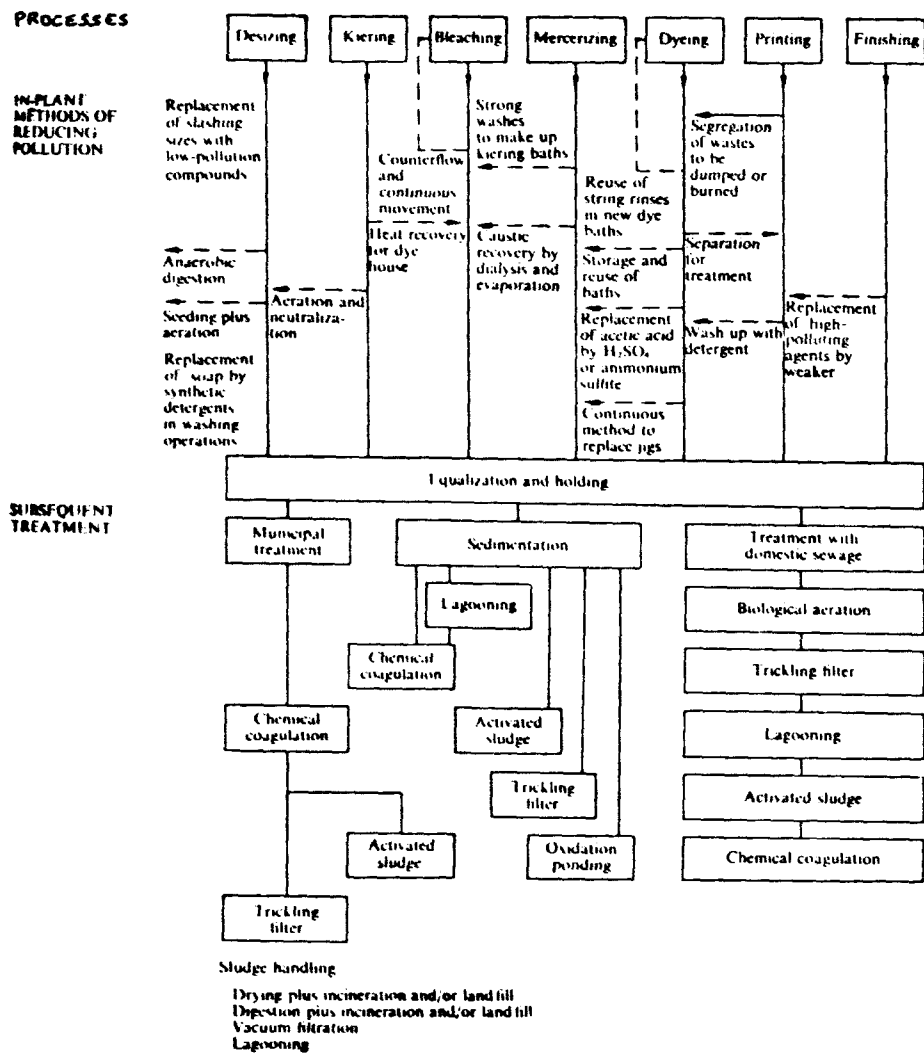 PROCESSES
Desizing
Kiering
Bleaching
Mercerizing
Dyeing
Printing
Finishing
IN-PLANT
METHODS OF
REDUCING
POLLUTION
Replacement
of slashing
sizes with
low-pollution
compounds
Anaerobic
digestion
Seeding plus
aeration
Replacement
of soap by
synthetic
detergents
in washing
operations
Aeration and
neutraliza-
tion
Counterflow
and
continuous
movement
Heat recovery
for dye
house
Strong
washes
to make up
kiering baths
Caustic
recovery by
dialysis and
evaporation
Reuse of
string rinses
in new dye
baths
Storage and
reuse of
baths
Replacement
of acetic acid
by H₂SO₄
or ammonium
sulfite
Continuous
method to
replace jigs
Segregation
of wastes
to be
dumped or
burned
Separation
for
treatment
Wash up with
detergent
Replacement
of high-
polluting
agents by
weaker
Equalization and holding
SUBSEQUENT
TREATMENT
Municipal
treatment
Sedimentation
Treatment with
domestic sewage
Lagooning
Biological aeration
Chemical
coagulation
Trickling filter
Chemical
coagulation
Activated
sludge
Lagooning
Trickling
filter
Activated sludge
Activated
sludge
Oxidation
ponding
Chemical coagulation
Trickling
filter
Sludge handling
Drying plus incineration and/or land fill
Digestion plus incineration and/or land fill
Vacuum filtration
Lagooning